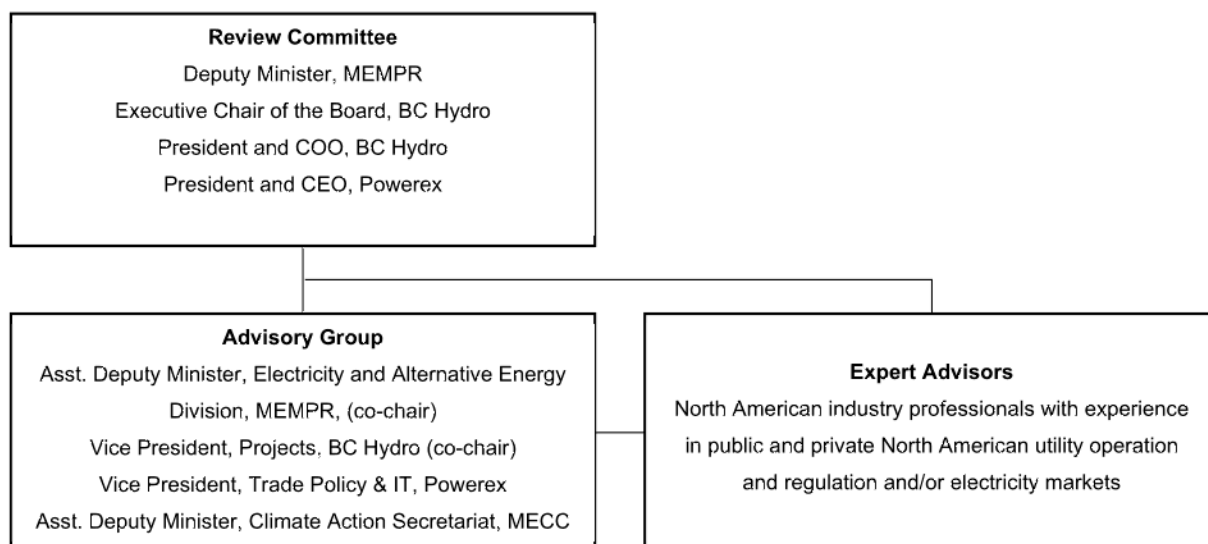 Review Committee
Deputy Minister, MEMPR
Executive Chair of the Board, BC Hydro
President and COO, BC Hydro
President and CEO, Powerex
Advisory Group
Asst. Deputy Minister, Electricity and Alternative Energy
Division, MEMPR, (co-chair)
Vice President, Projects, BC Hydro (co-chair)
Vice President, Trade Policy & IT, Powerex
Asst. Deputy Minister, Climate Action Secretariat, MECC
Expert Advisors
North American industry professionals with experience
in public and private North American utility operation
and regulation and/or electricity markets